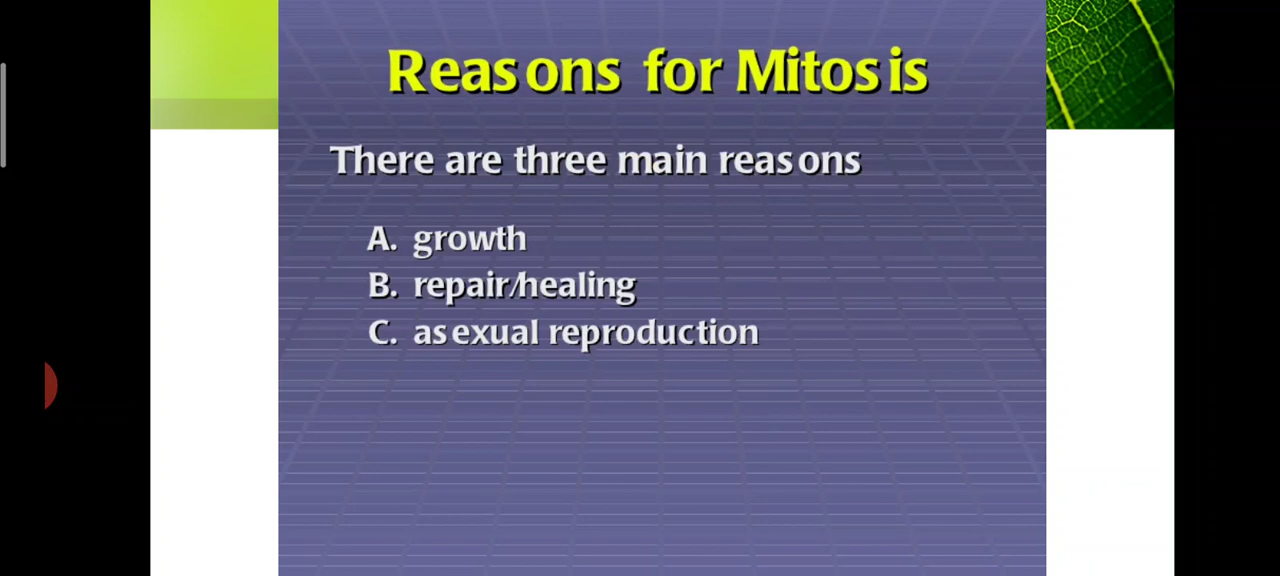 Reasons for Mitosis
There are three main reasons
A. growth
B. repair/healing
C. asexual reproduction